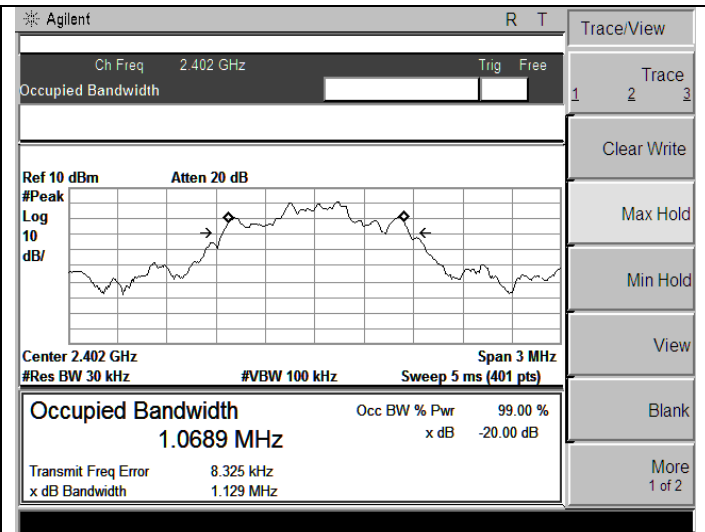 Agilent R T
Trace/View
Ch Freq 2.402 GHz Trig Free
Occupied Bandwidth
Trace
1 2 3
Clear Write
Ref 10 dBm Atten 20 dB
#Peak
Log
10
dB/
Max Hold
Min Hold
View
Center 2.402 GHz Span 3 MHz
#Res BW 30 kHz #VBW 100 kHz Sweep 5 ms (401 pts)
Occupied Bandwidth Occ BW % Pwr 99.00 %
1.0689 MHz x dB -20.00 dB
Blank
Transmit Freq Error 8.325 kHz
x dB Bandwidth 1.129 MHz
More
1 of 2